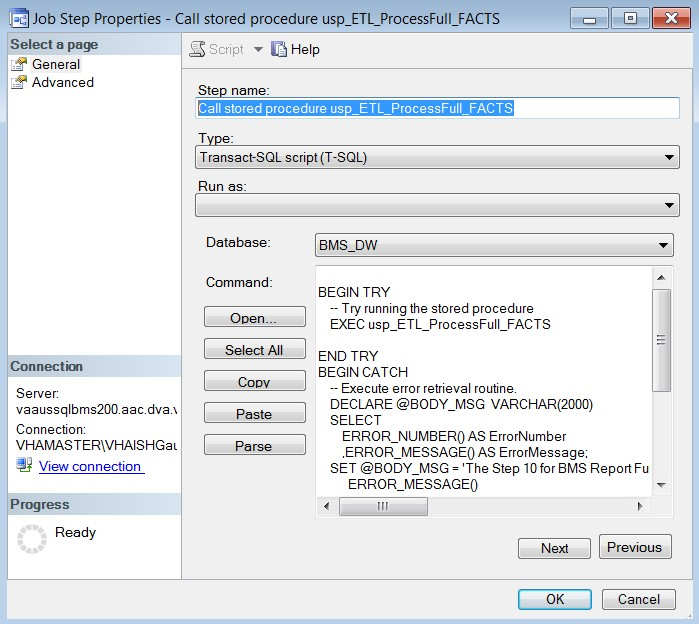 Job Step Properties - Call stored procedure usp_ETL_ProcessFull_FACTS
Select a page
General
Advanced
Script
Help
Step name:
Call stored procedure usp_ETL_ProcessFull_FACTS
Type:
Transact-SQL script (T-SQL)
Run as:
Database:
BMS_DW
Command:
Open...
Select All
Copy
Paste
Parse
BEGIN TRY
-- Try running the stored procedure
EXEC usp_ETL_ProcessFull_FACTS
END TRY
BEGIN CATCH
-- Execute error retrieval routine.
DECLARE @BODY_MSG VARCHAR(2000)
SELECT
ERROR_NUMBER() AS ErrorNumber
,ERROR_MESSAGE() AS ErrorMessage;
SET @BODY_MSG = 'The Step 10 for BMS Report Fu
ERROR_MESSAGE()
Connection
Server:
vaaussqlbms200.aac.dva.v
Connection:
VHAMASTER\VHAISHGau
View connection
Progress
Ready
Next
Previous
OK
Cancel